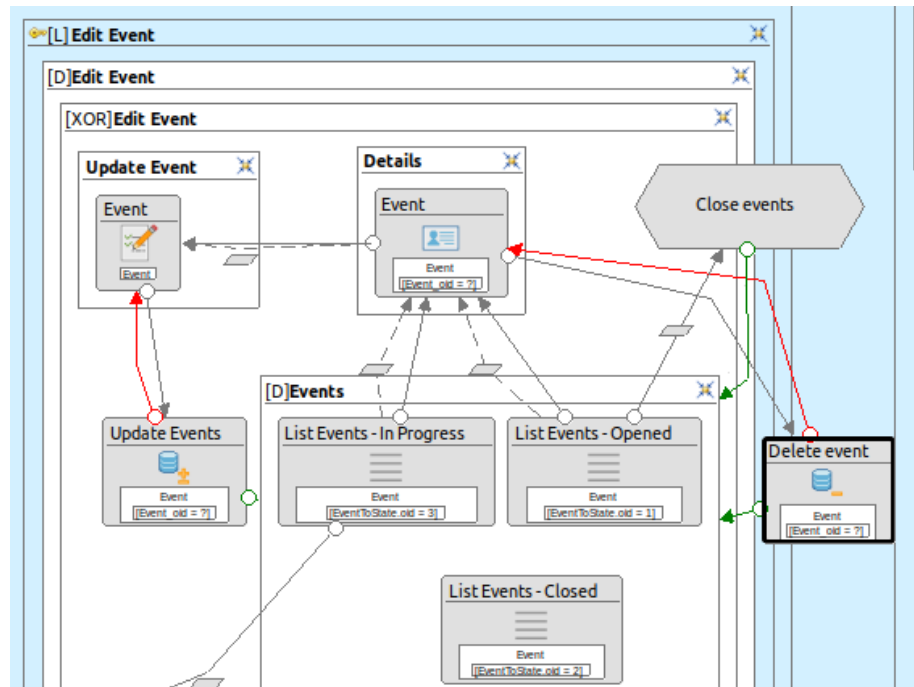 [L]Edit Event
[D]Edit Event
[XOR]Edit Event
Update Event
Details
Event
Event
Event
[Event_oid = ?]
Close events
[D]Events
Update Events
Event
[Event_oid = ?]
List Events - In Progress
Event
[EventToState.oid = 3]
List Events - Opened
Event
[EventToState.oid = 1]
Delete event
Event
[Event_oid = ?]
List Events - Closed
Event
[EventToState.oid = 2]